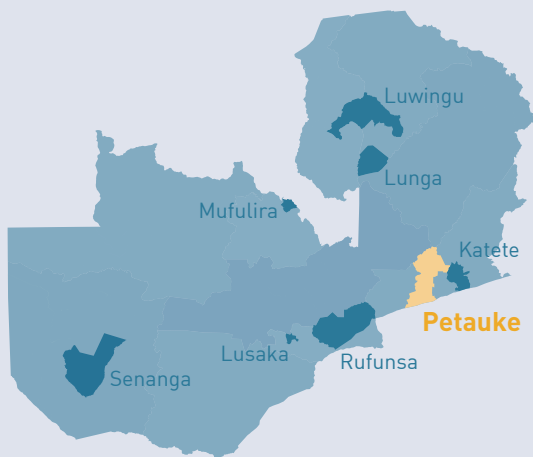 Luwingu
Lunga
Mufulira
Katete
Petauke
Lusaka
Rufunsa
Senanga